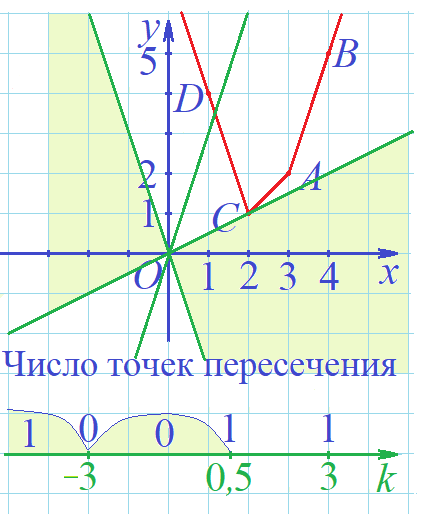 y
5 B
D
2 A
1 C
O 1 2 3 4 x
Число точек пересечения
1 0 0 1 1
–3 0,5 3 k